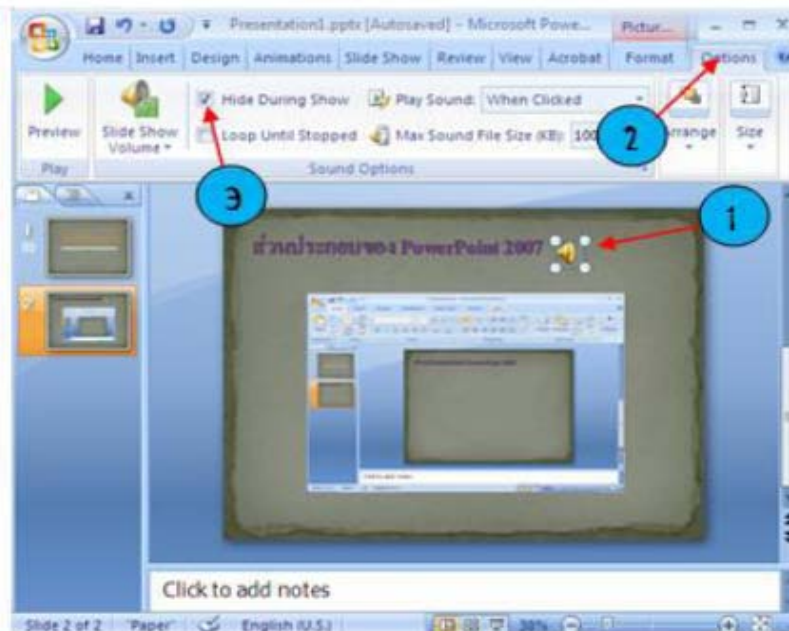 Presentation1.pptx [Autosaved] - Microsoft Powe... Pictur...
Home Insert Design Animations Slide Show Review View Acrobat Format Options
Hide During Show Play Sound: When Clicked
Preview Slide Show Volume Loop Until Stopped Max Sound File Size (KB): 100 Arrange Size
Play Sound Options
3
2
1
ส่วนประกอบของ PowerPoint 2007
Click to add notes
Slide 2 of 2 "Paper" English (U.S.) 38%